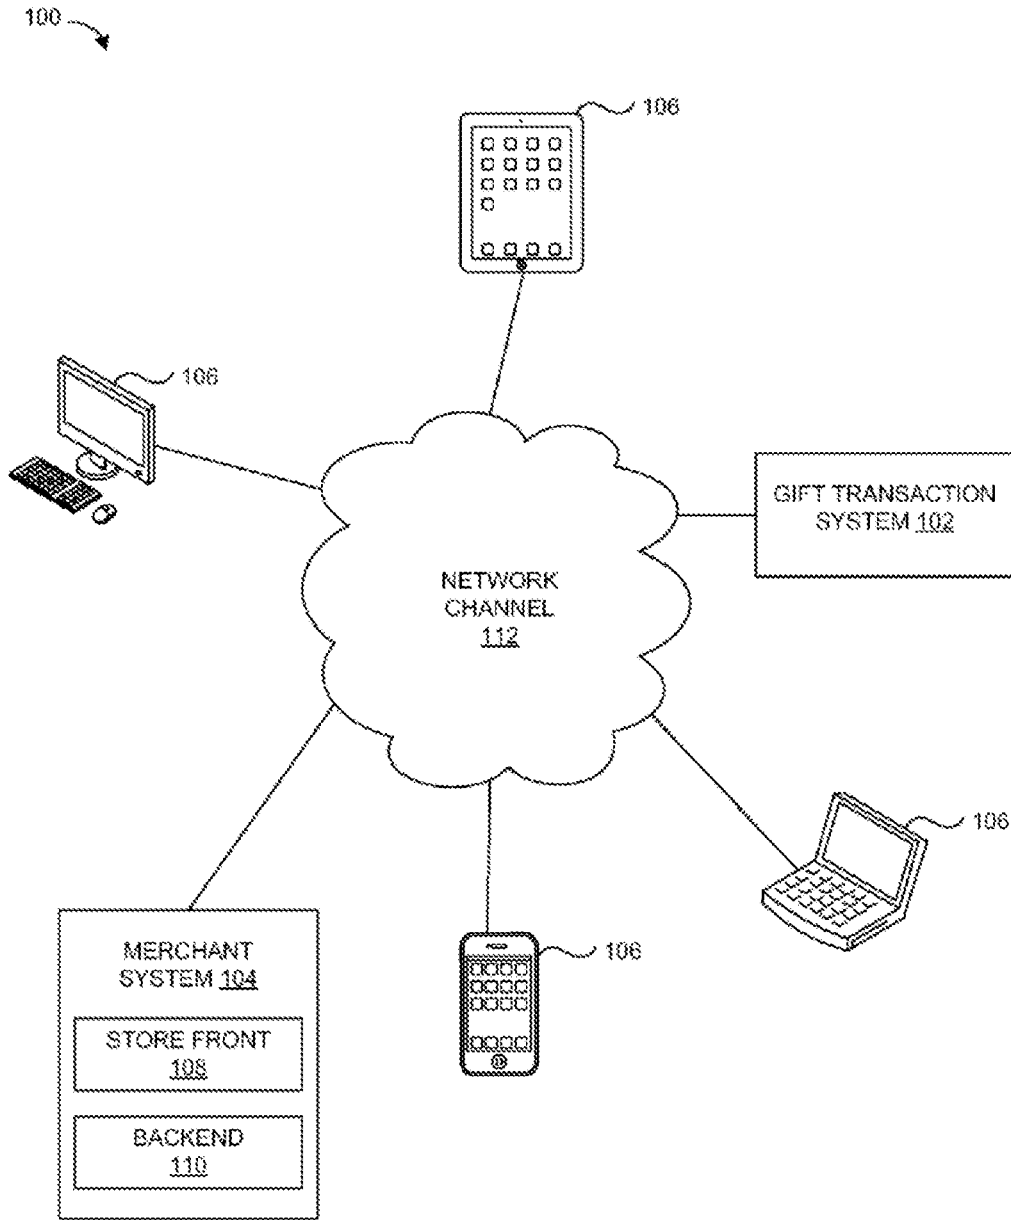 100
106
106
GIFT TRANSACTION
SYSTEM 102
NETWORK
CHANNEL
112
106
MERCHANT
SYSTEM 104
106
STORE FRONT
108
BACKEND
110